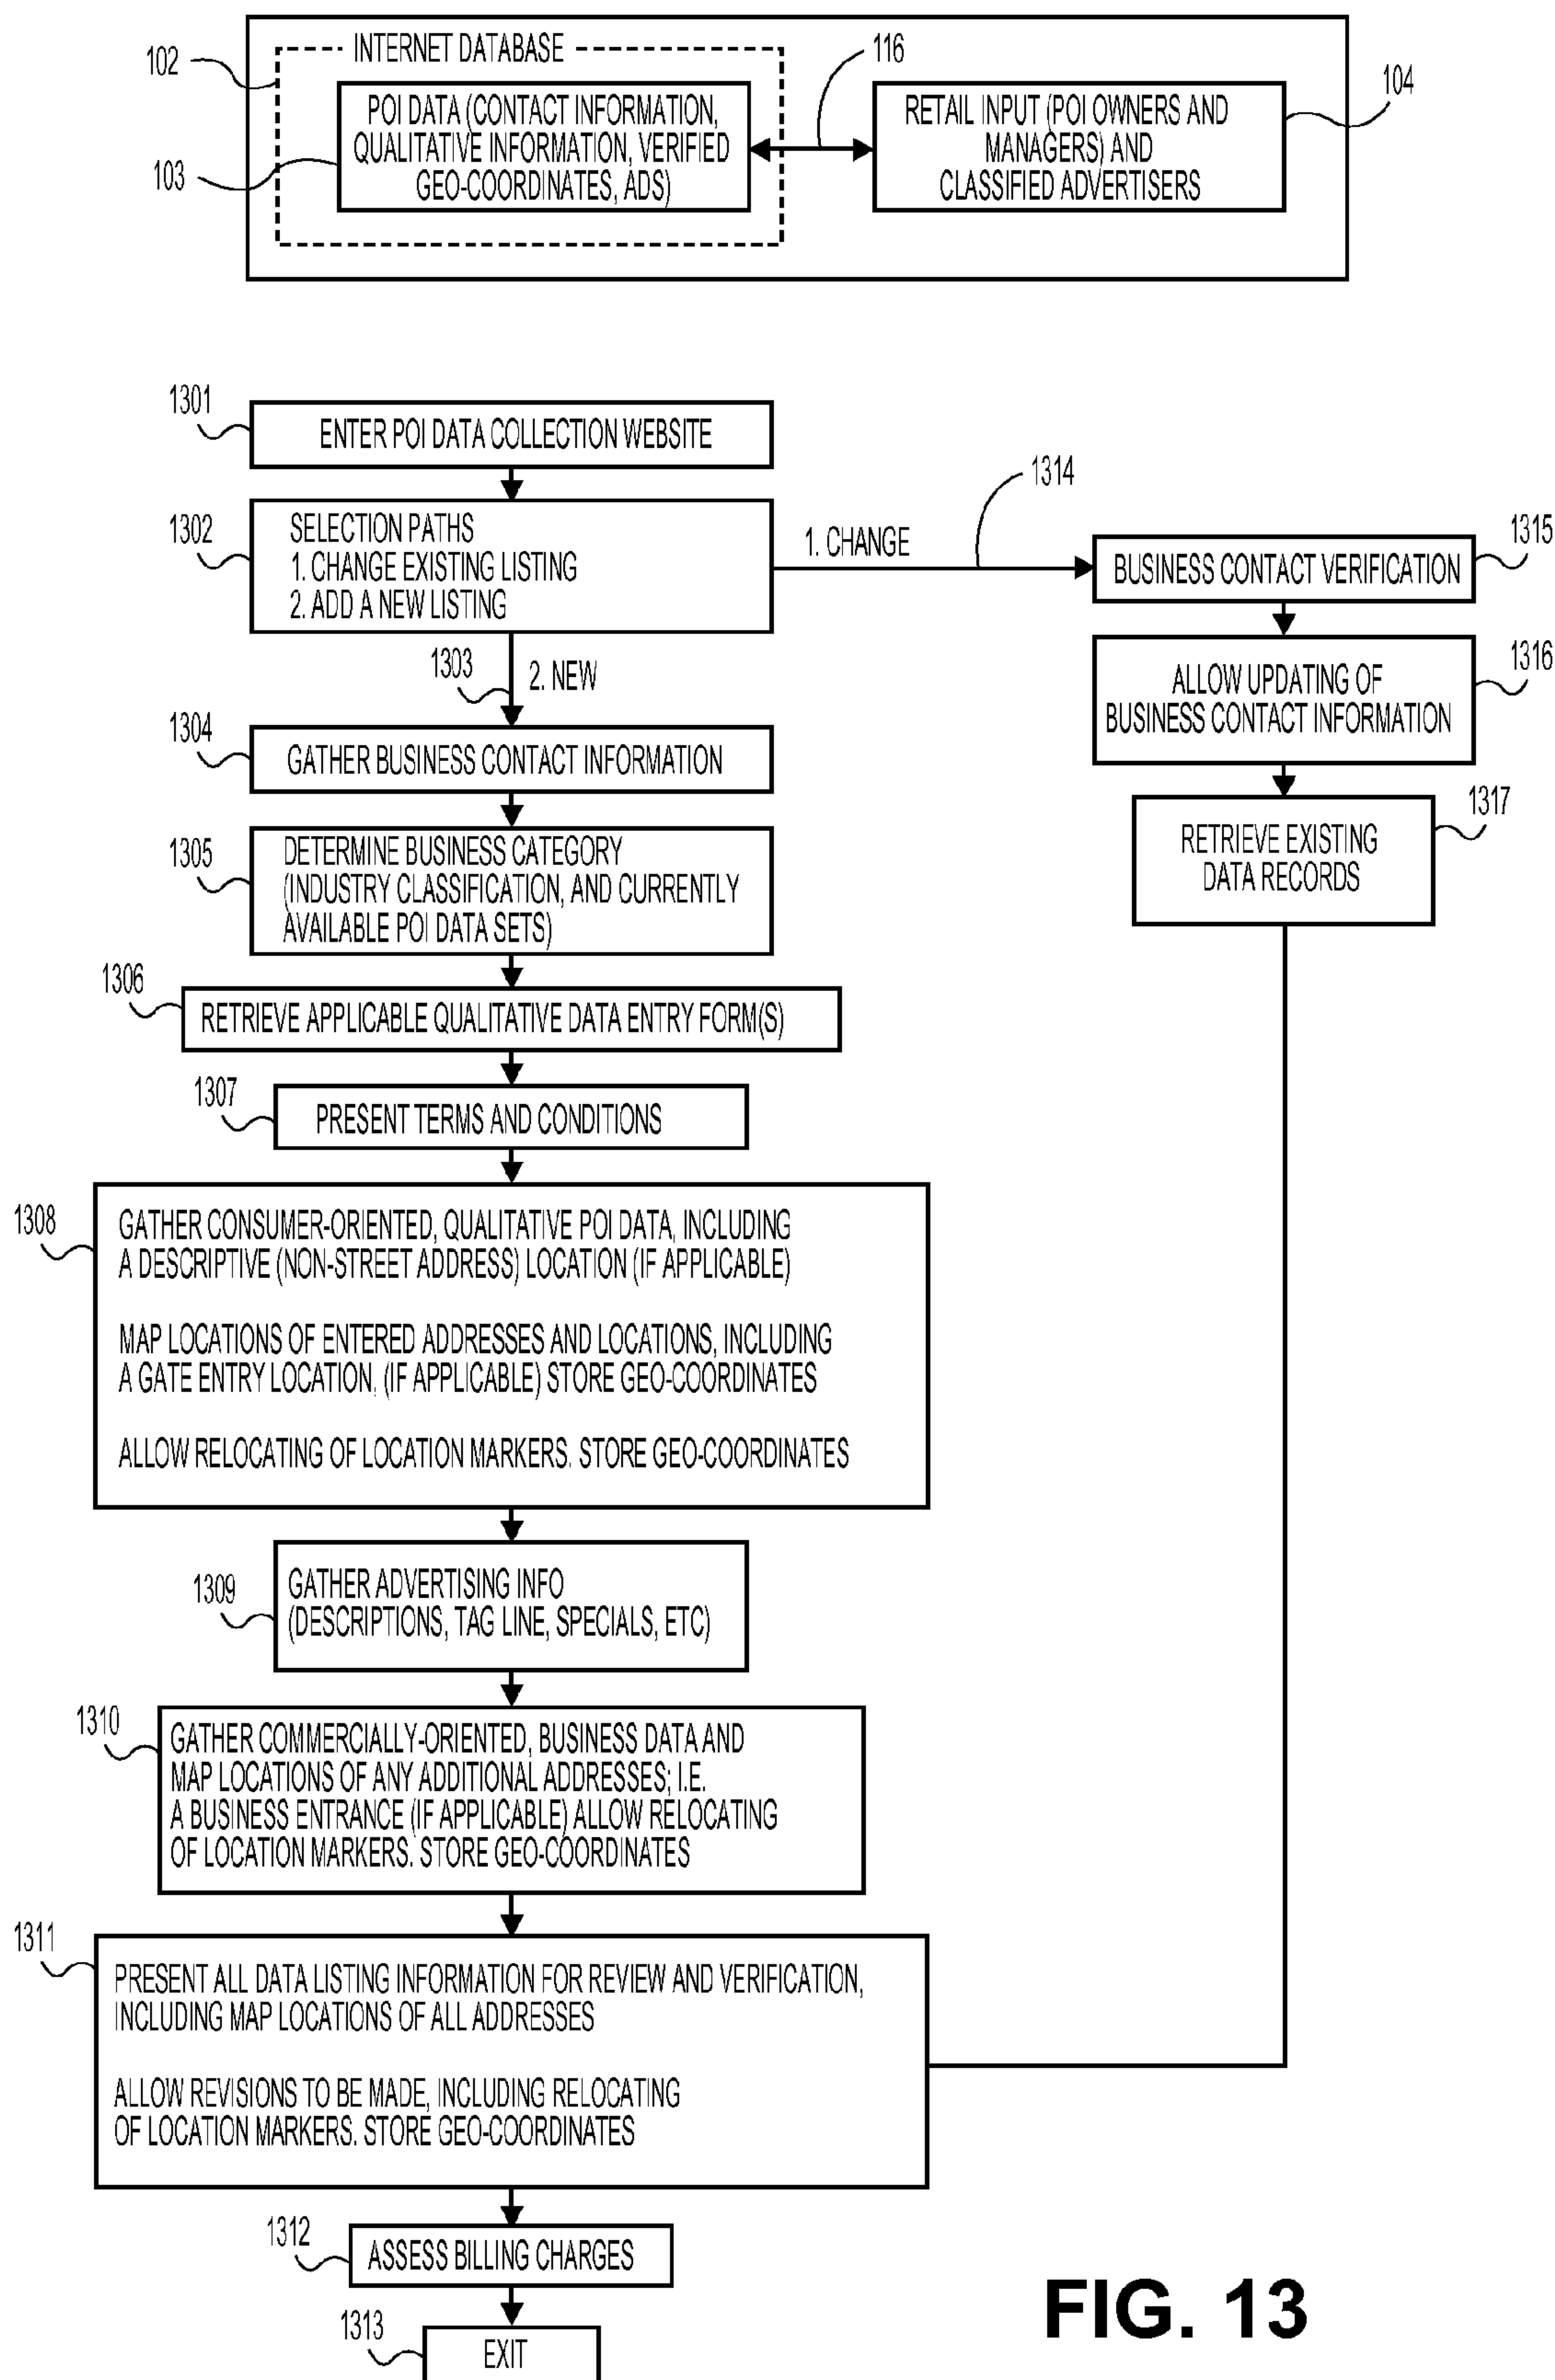 INTERNET DATABASE
102
116
104
POI DATA (CONTACT INFORMATION,
QUALITATIVE INFORMATION, VERIFIED
GEO-COORDINATES, ADS)
103
RETAIL INPUT (POI OWNERS AND
MANAGERS) AND
CLASSIFIED ADVERTISERS
1301
ENTER POI DATA COLLECTION WEBSITE
1302
SELECTION PATHS
1. CHANGE EXISTING LISTING
2. ADD A NEW LISTING
1. CHANGE
1314
BUSINESS CONTACT VERIFICATION
1315
1303
2. NEW
ALLOW UPDATING OF
BUSINESS CONTACT INFORMATION
1316
1304
GATHER BUSINESS CONTACT INFORMATION
RETRIEVE EXISTING
DATA RECORDS
1317
1305
DETERMINE BUSINESS CATEGORY
(INDUSTRY CLASSIFICATION, AND CURRENTLY
AVAILABLE POI DATA SETS)
1306
RETRIEVE APPLICABLE QUALITATIVE DATA ENTRY FORM(S)
1307
PRESENT TERMS AND CONDITIONS
1308
GATHER CONSUMER-ORIENTED, QUALITATIVE POI DATA, INCLUDING
A DESCRIPTIVE (NON-STREET ADDRESS) LOCATION (IF APPLICABLE)
MAP LOCATIONS OF ENTERED ADDRESSES AND LOCATIONS, INCLUDING
A GATE ENTRY LOCATION, (IF APPLICABLE) STORE GEO-COORDINATES
ALLOW RELOCATING OF LOCATION MARKERS. STORE GEO-COORDINATES
1309
GATHER ADVERTISING INFO
(DESCRIPTIONS, TAG LINE, SPECIALS, ETC)
1310
GATHER COMMERCIALLY-ORIENTED, BUSINESS DATA AND
MAP LOCATIONS OF ANY ADDITIONAL ADDRESSES; I.E.
A BUSINESS ENTRANCE (IF APPLICABLE) ALLOW RELOCATING
OF LOCATION MARKERS. STORE GEO-COORDINATES
1311
PRESENT ALL DATA LISTING INFORMATION FOR REVIEW AND VERIFICATION,
INCLUDING MAP LOCATIONS OF ALL ADDRESSES
ALLOW REVISIONS TO BE MADE, INCLUDING RELOCATING
OF LOCATION MARKERS. STORE GEO-COORDINATES
1312
ASSESS BILLING CHARGES
1313
EXIT
FIG. 13